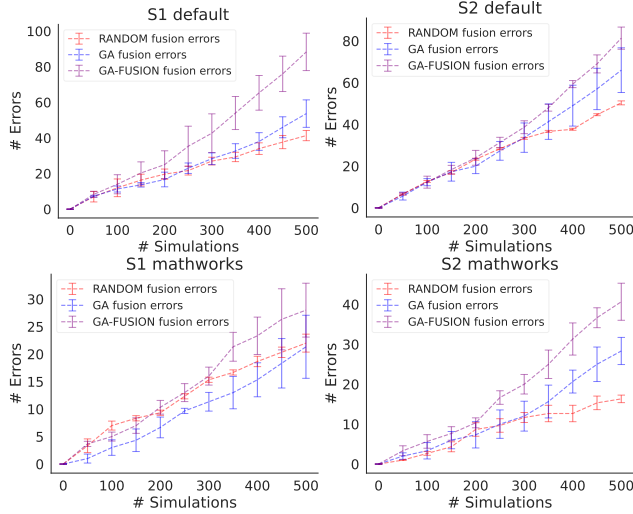 S1 default
# Errors
100
80
60
40
20
0
RANDOM fusion errors
GA fusion errors
GA-FUSION fusion errors
0 100 200 300 400 500
# Simulations
S2 default
# Errors
80
60
40
20
0
RANDOM fusion errors
GA fusion errors
GA-FUSION fusion errors
0 100 200 300 400 500
# Simulations
S1 mathworks
# Errors
30
25
20
15
10
5
0
RANDOM fusion errors
GA fusion errors
GA-FUSION fusion errors
0 100 200 300 400 500
# Simulations
S2 mathworks
# Errors
40
30
20
10
0
RANDOM fusion errors
GA fusion errors
GA-FUSION fusion errors
0 100 200 300 400 500
# Simulations